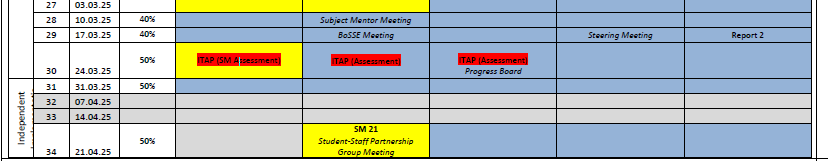 27 03.03.25
28 10.03.25 40% Subject Mentor Meeting
29 17.03.25 40% BoSSE Meeting Steering Meeting Report 2
30 24.03.25 50% ITAP (SM Assessment) ITAP (Assessment) ITAP (Assessment)
Progress Board
31 31.03.25 50%
32 07.04.25
33 14.04.25
Independent
34 21.04.25 50% SM 21
Student-Staff Partnership
Group Meeting